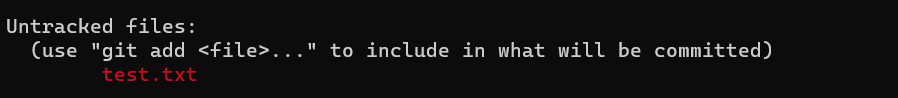 Untracked files:
  (use "git add <file>..." to include in what will be committed)
        test.txt